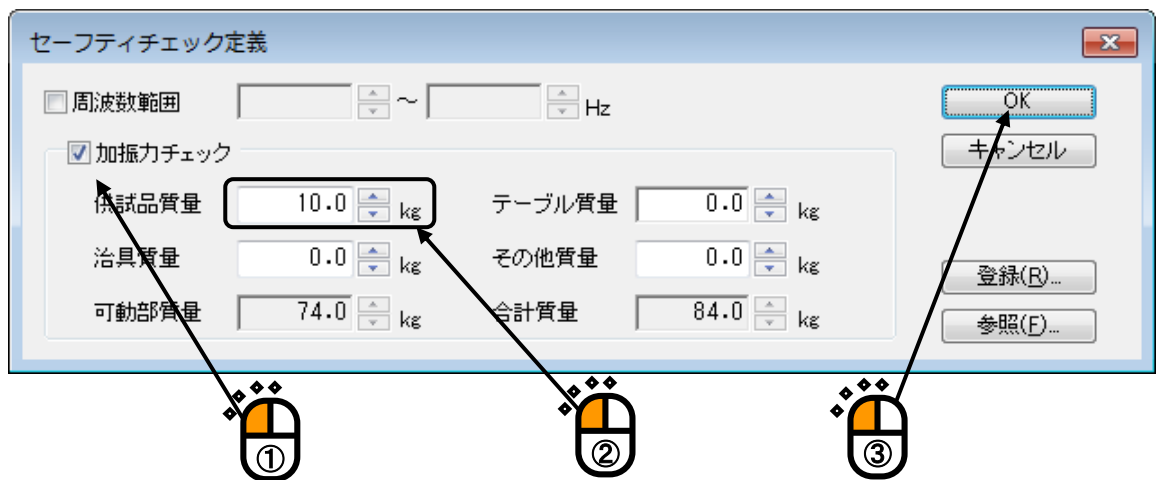 セーフティチェック定義
周波数範囲 ～ Hz
加振力チェック
供試品質量 10.0 kg テーブル質量 0.0 kg
治具質量 0.0 kg その他質量 0.0 kg
可動部質量 74.0 kg 合計質量 84.0 kg
OK
キャンセル
登録(R)...
参照(F)...
① ② ③